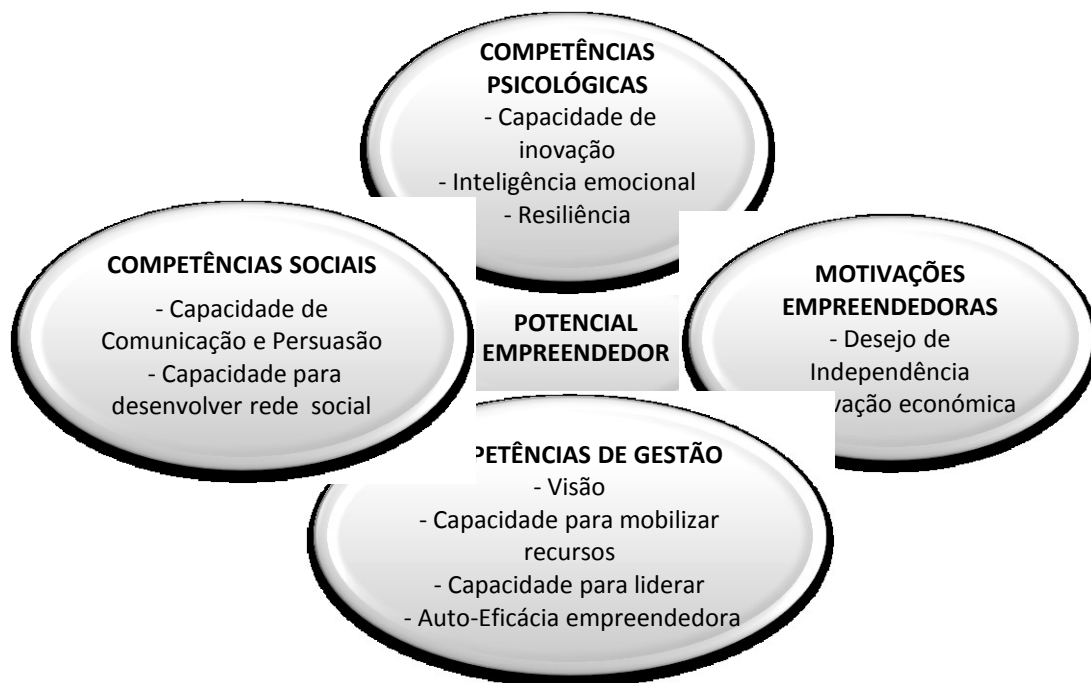 COMPETÊNCIAS
PSICOLÓGICAS
- Capacidade de
inovação
- Inteligência emocional
- Resiliência
COMPETÊNCIAS SOCIAIS
- Capacidade de
Comunicação e Persuasão
- Capacidade para
desenvolver rede social
POTENCIAL
EMPREENDEDOR
MOTIVAÇÕES
EMPREENDEDORAS
- Desejo de
Independência
económica
DE GESTÃO
- Visão
- Capacidade para mobilizar
recursos
- Capacidade para liderar
- Auto-Eficácia empreendedora